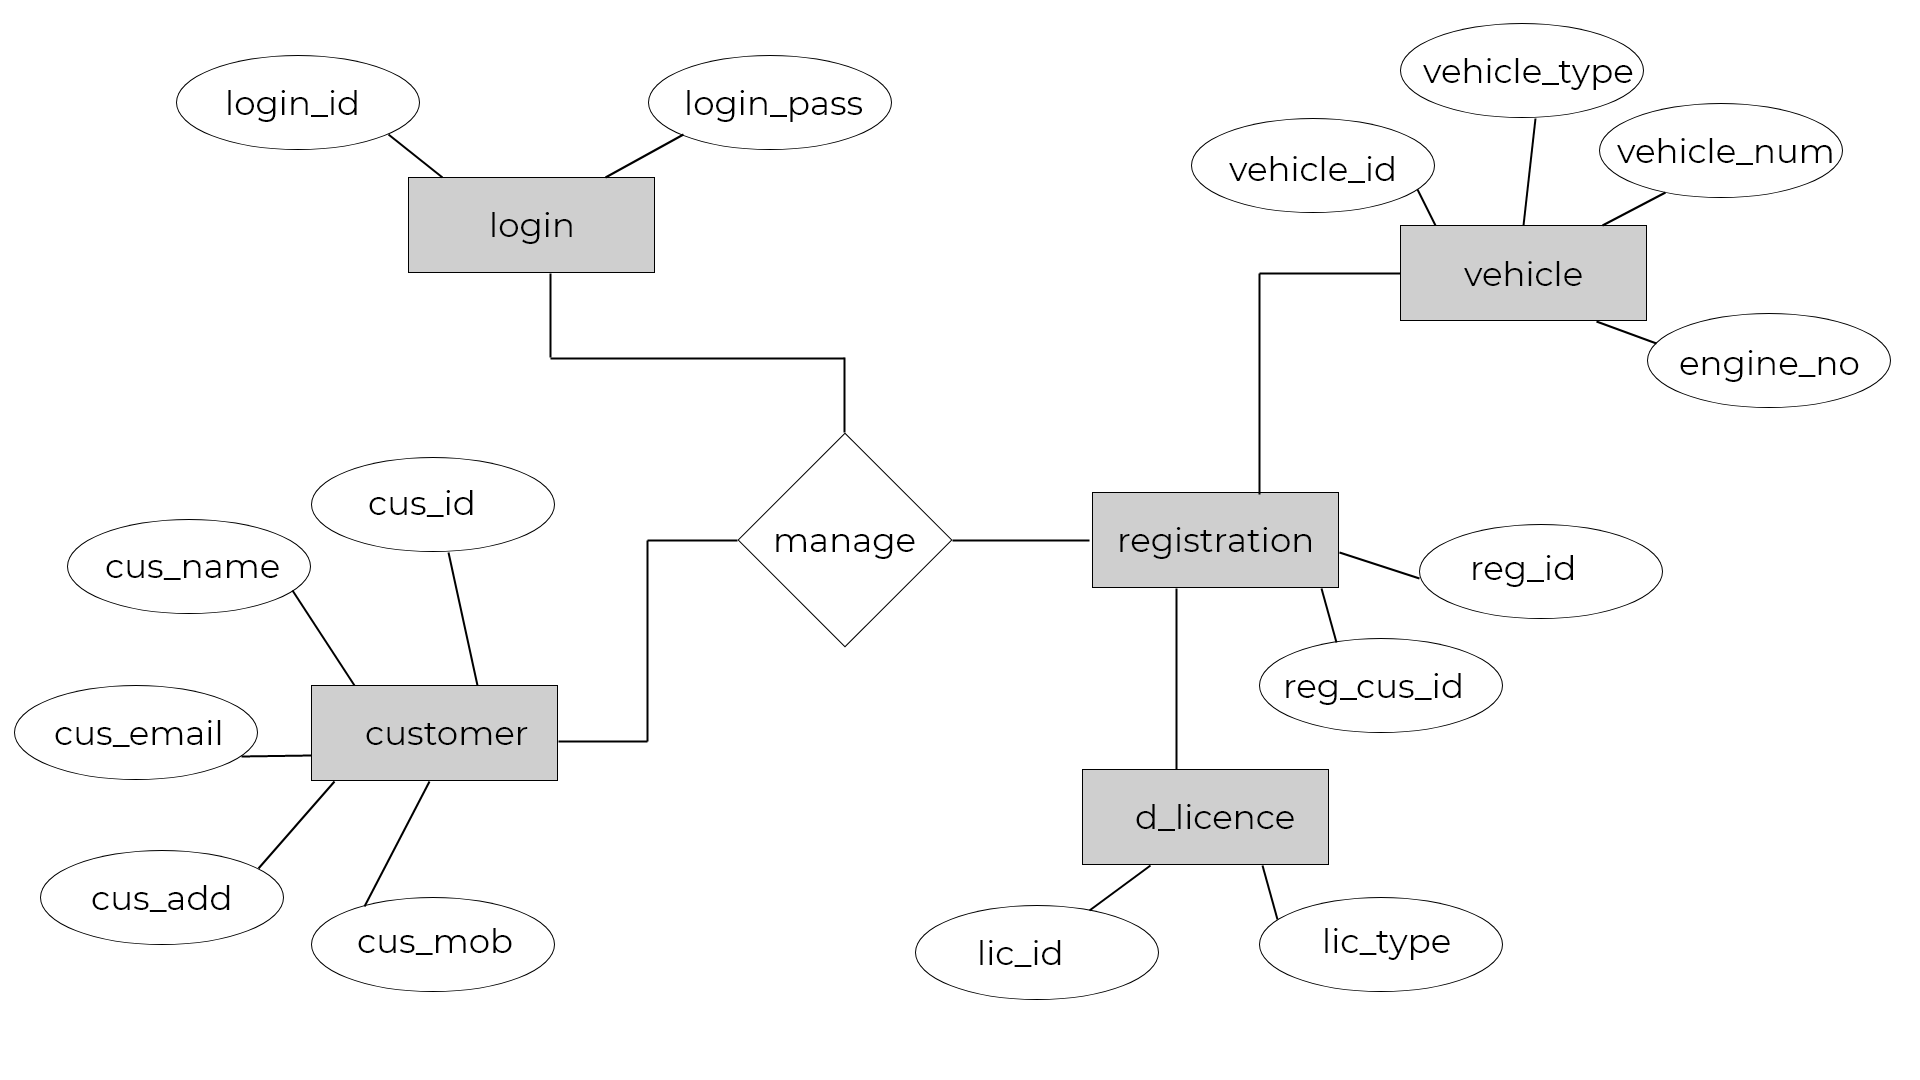 login_id
login_pass
login
vehicle_type
vehicle_num
vehicle_id
vehicle
engine_no
cus_id
cus_name
manage
registration
reg_id
reg_cus_id
cus_email
customer
d_licence
cus_add
cus_mob
lic_id
lic_type